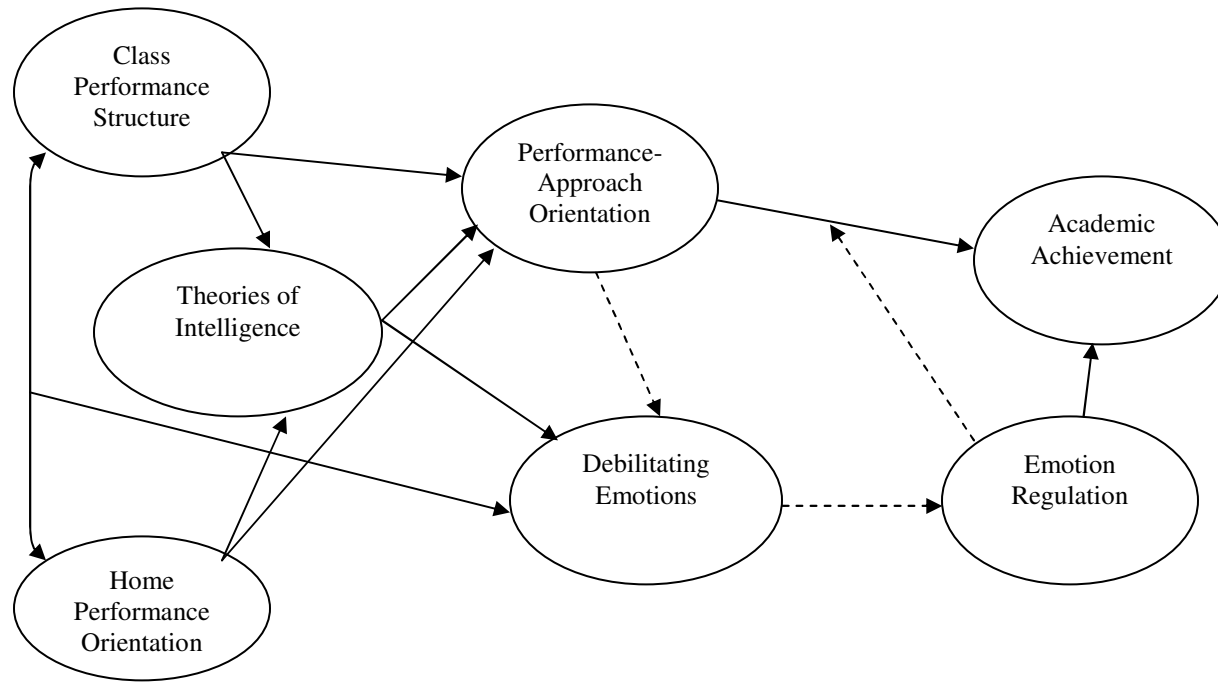 Class
Performance
Structure
Performance-
Approach
Orientation
Academic
Achievement
Theories of
Intelligence
Debilitating
Emotions
Emotion
Regulation
Home
Performance
Orientation